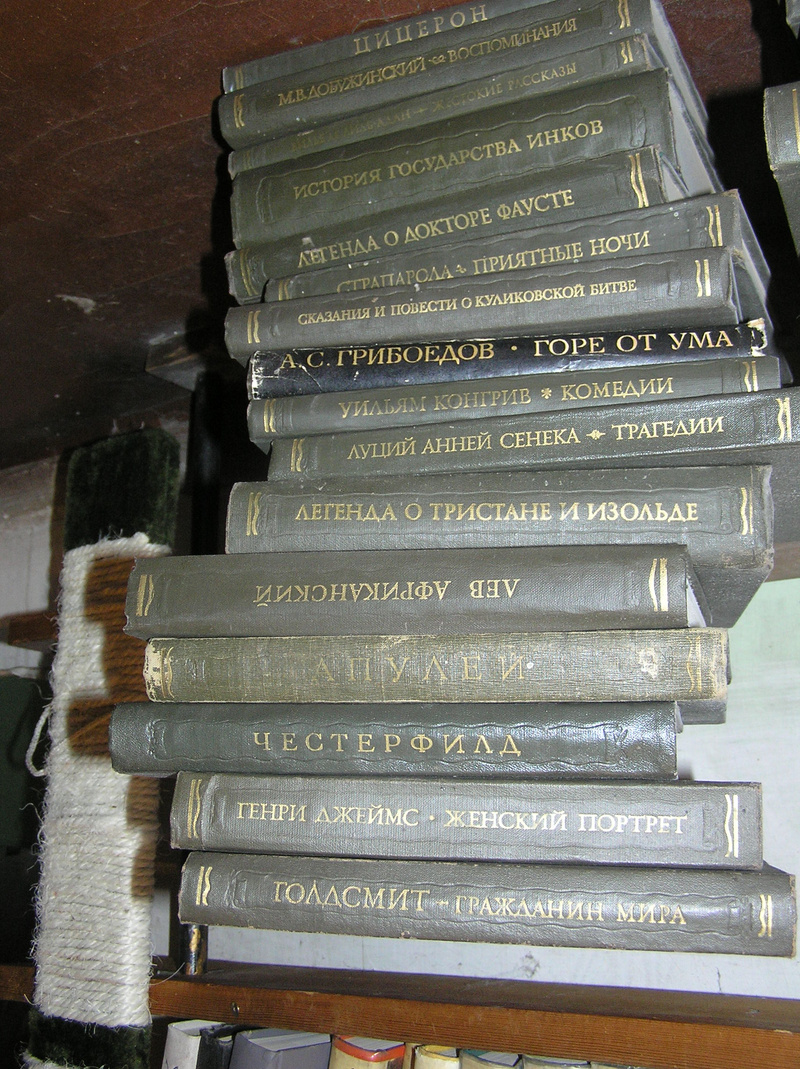 ЦИЦЕРОН
М.В.ДОБУЖИНСКИЙ ~ ВОСПОМИНАНИЯ
ЖЕСТОКИЕ РАССКАЗЫ
ИСТОРИЯ ГОСУДАРСТВА ИНКОВ
ЛЕГЕНДА О ДОКТОРЕ ФАУСТЕ
СТРАПАРОЛА ~ ПРИЯТНЫЕ НОЧИ
СКАЗАНИЯ И ПОВЕСТИ О КУЛИКОВСКОЙ БИТВЕ
А. С. ГРИБОЕДОВ · ГОРЕ ОТ УМА
УИЛЬЯМ КОНГРИВ * КОМЕДИИ
ЛУЦИЙ АННЕЙ СЕНЕКА ~ ТРАГЕДИИ
ЛЕГЕНДА О ТРИСТАНЕ И ИЗОЛЬДЕ
ЛЕВ АФРИКАНСКИЙ
АПУЛЕЙ
ЧЕСТЕРФИЛД
ГЕНРИ ДЖЕЙМС · ЖЕНСКИЙ ПОРТРЕТ
ГОЛДСМИТ ~ ГРАЖДАНИН МИРА